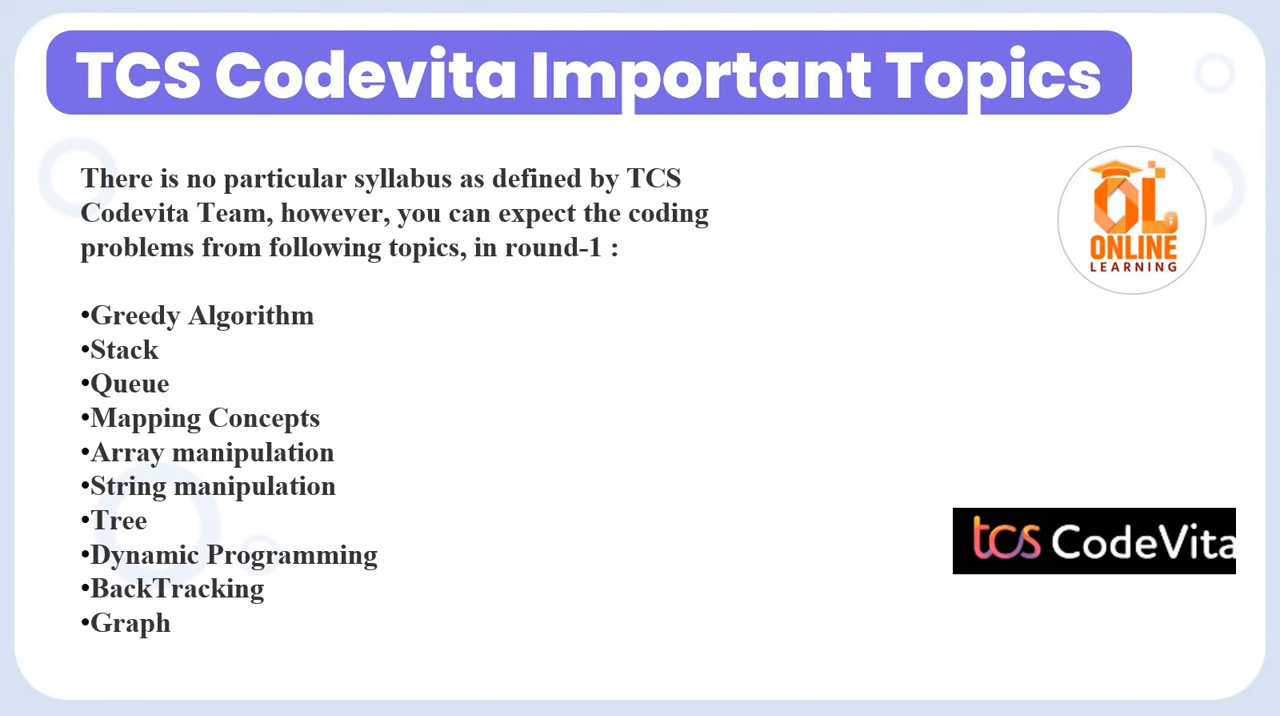 TCS Codevita Important Topics
There is no particular syllabus as defined by TCS
Codevita Team, however, you can expect the coding
problems from following topics, in round-1 :
•Greedy Algorithm
•Stack
•Queue
•Mapping Concepts
•Array manipulation
•String manipulation
•Tree
•Dynamic Programming
•BackTracking
•Graph
OL
ONLINE
LEARNING
tcs CodeVita